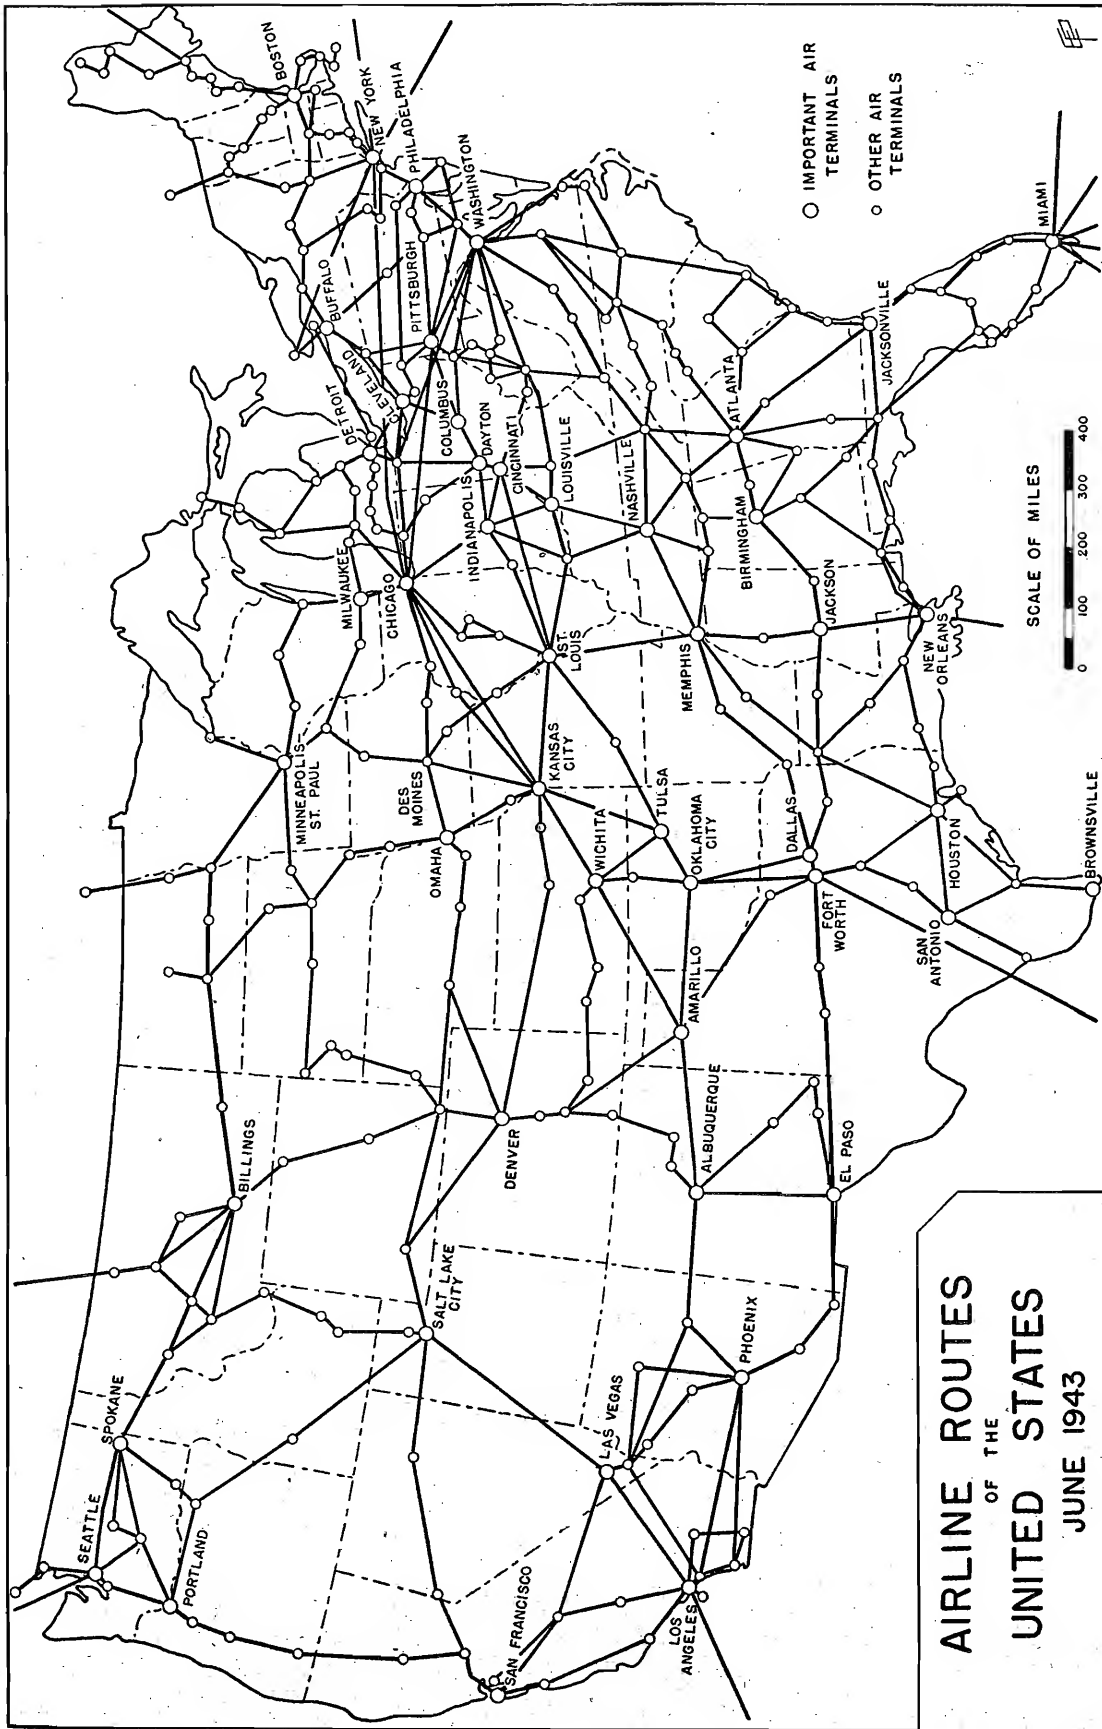 AIRLINE ROUTES
OF THE
UNITED STATES
JUNE 1943
SEATTLE
SPOKANE
PORTLAND
BILLINGS
SALT LAKE
CITY
SAN FRANCISCO
LAS VEGAS
LOS
ANGELES
PHOENIX
DENVER
ALBUQUERQUE
EL PASO
AMARILLO
MINNEAPOLIS-
ST. PAUL
DES
MOINES
OMAHA
KANSAS
CITY
WICHITA
TULSA
OKLAHOMA
CITY
DALLAS
FORT
WORTH
SAN
ANTONIO
HOUSTON
BROWNSVILLE
MILWAUKEE
CHICAGO
ST.
LOUIS
MEMPHIS
JACKSON
NEW
ORLEANS
INDIANAPOLIS
LOUISVILLE
NASHVILLE
BIRMINGHAM
DETROIT
CLEVELAND
COLUMBUS
DAYTON
CINCINNATI
ATLANTA
JACKSONVILLE
MIAMI
BUFFALO
PITTSBURGH
WASHINGTON
PHILADELPHIA
NEW YORK
BOSTON
IMPORTANT AIR
TERMINALS
OTHER AIR
TERMINALS
SCALE OF MILES
0 100 200 300 400